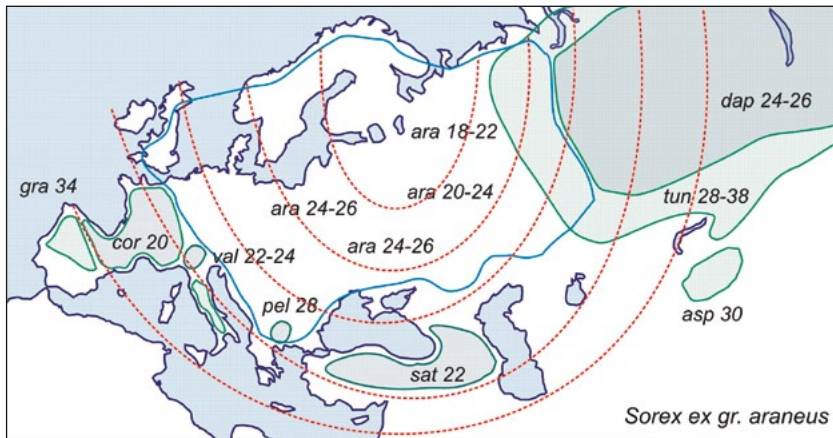 dap 24-26
ara 18-22
gra 34
ara 20-24
tun 28-38
ara 24-26
cor 20
val 22-24
ara 24-26
pel 28
asp 30
sat 22
Sorex ex gr. araneus